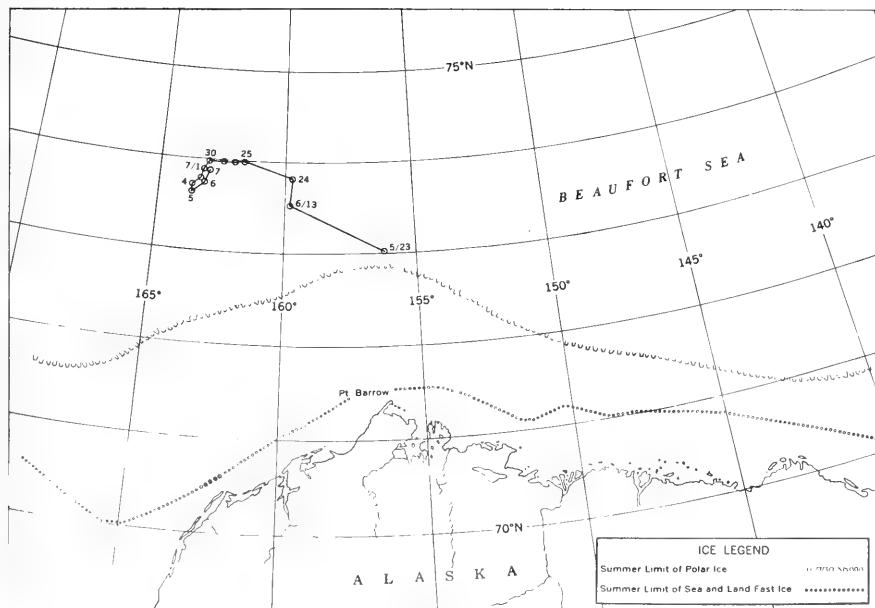 75°N
30
25
7/1
7
24
4
6
5
6/13
5/23
BEAUFORT SEA
140°
145°
150°
155°
160°
165°
Pt. Barrow
70°N
ALASKA
ICE LEGEND
Summer Limit of Polar Ice
Summer Limit of Sea and Land Fast Ice